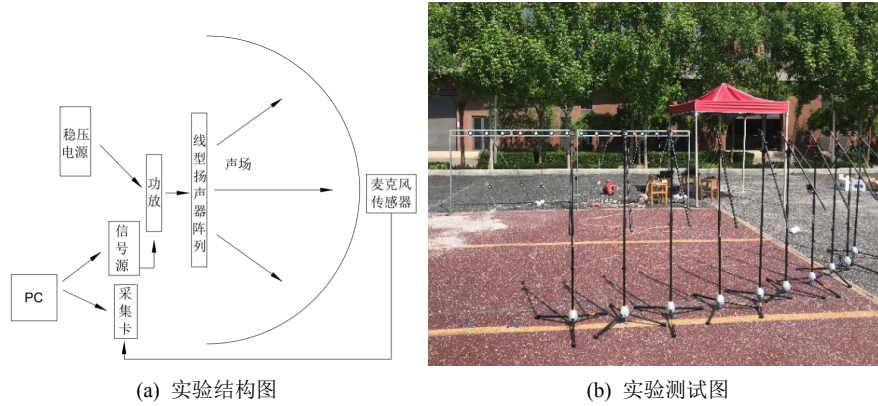 稳压
电源
功放
线型扬声器阵列
声场
麦克风
传感器
信号源
PC
采集卡
(a) 实验结构图
(b) 实验测试图